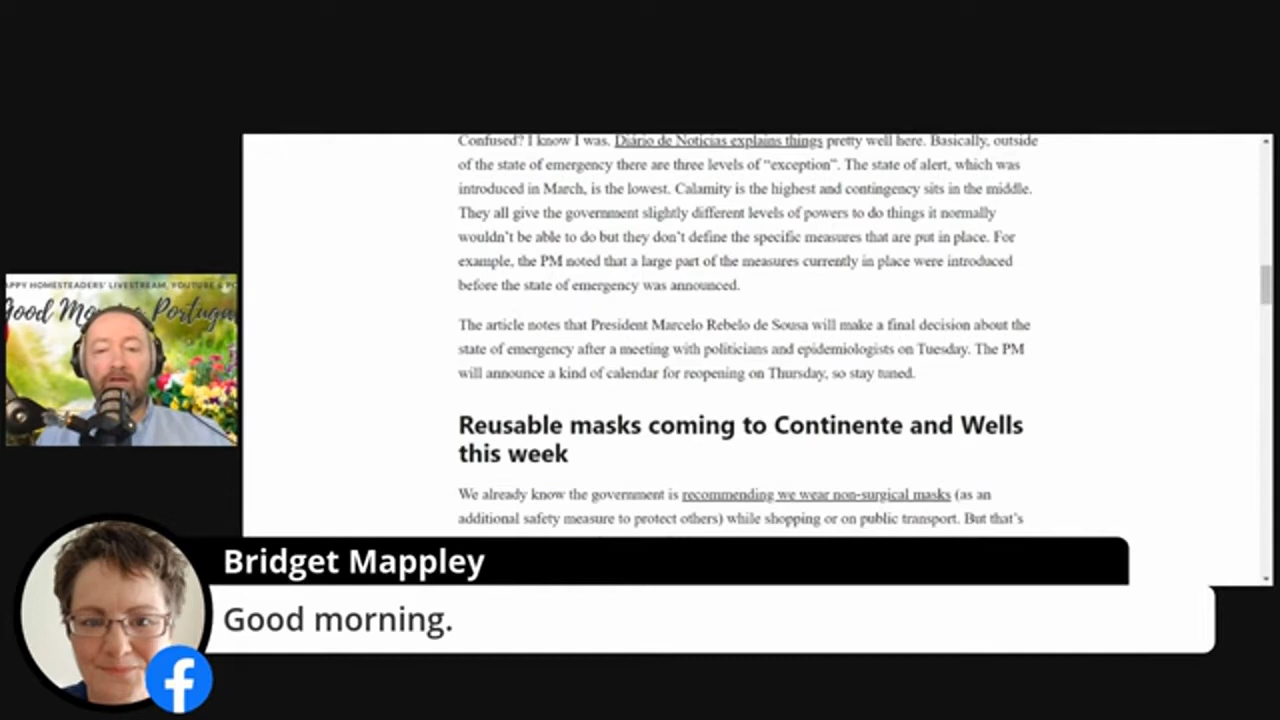 Confused? I know I was. Diário de Notícias explains things pretty well here. Basically, outside
of the state of emergency there are three levels of “exception”. The state of alert, which was
introduced in March, is the lowest. Calamity is the highest and contingency sits in the middle.
They all give the government slightly different levels of powers to do things it normally
wouldn’t be able to do but they don’t define the specific measures that are put in place. For
example, the PM noted that a large part of the measures currently in place were introduced
before the state of emergency was announced.
The article notes that President Marcelo Rebelo de Sousa will make a final decision about the
state of emergency after a meeting with politicians and epidemiologists on Tuesday. The PM
will announce a kind of calendar for reopening on Thursday, so stay tuned.
Reusable masks coming to Continente and Wells
this week
We already know the government is recommending we wear non-surgical masks (as an
additional safety measure to protect others) while shopping or on public transport. But that’s
APPY HOMESTEADERS' LIVESTREAM, YOUTUBE & PO
Good Mo Portuga
Bridget Mappley
Good morning.